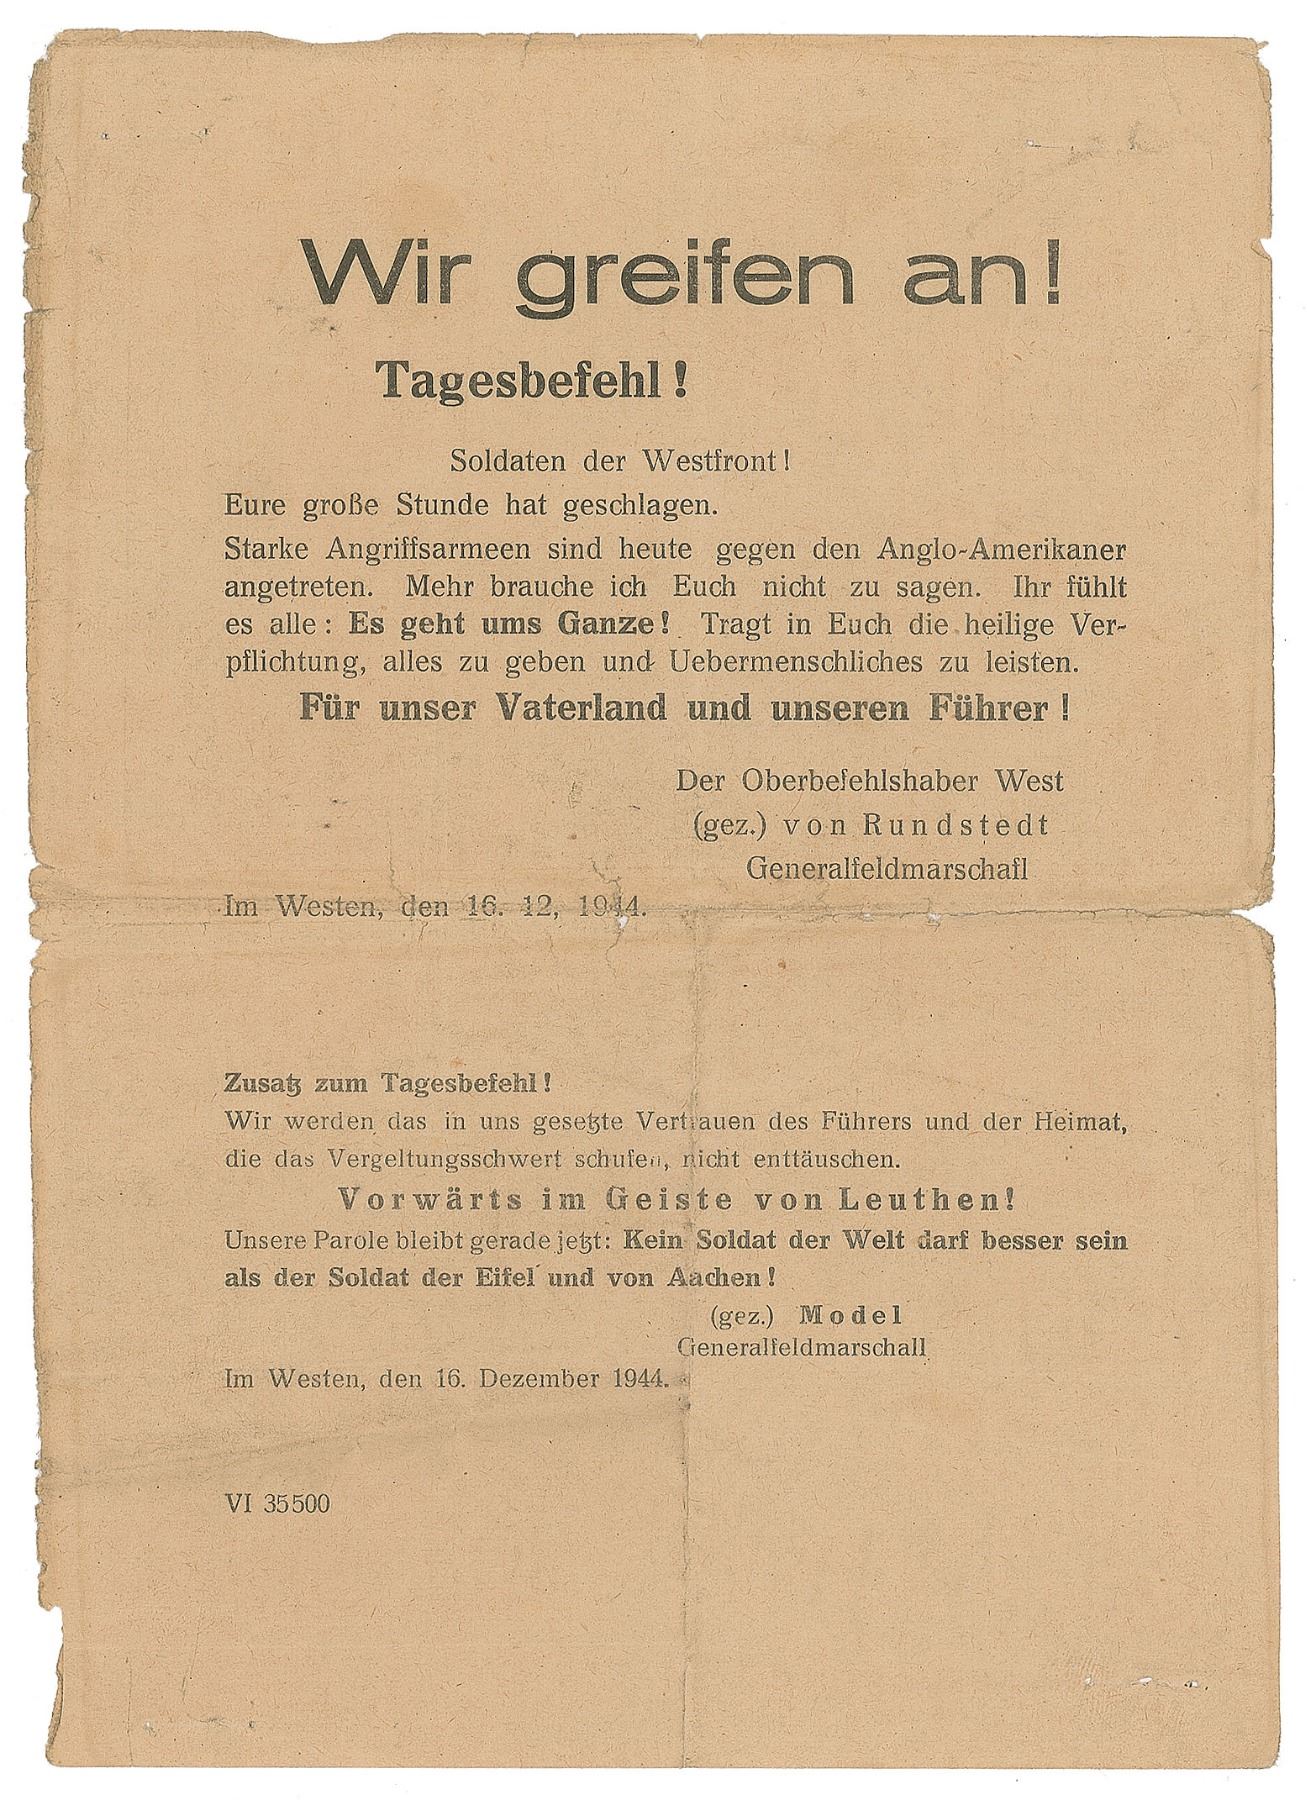 Wir greifen an!
Tagesbefehl!
Soldaten der Westfront!
Eure große Stunde hat geschlagen.
Starke Angriffsarmeen sind heute gegen den Anglo-Amerikaner
angetreten. Mehr brauche ich Euch nicht zu sagen. Ihr fühlt
es alle: Es geht ums Ganze! Tragt in Euch die heilige Ver-
pflichtung, alles zu geben und Uebermenschliches zu leisten.
Für unser Vaterland und unseren Führer!
Der Oberbefehlshaber West
(gez.) von Rundstedt
Generalfeldmarschall
Im Westen, den 16. 12, 1944.
Zusatz zum Tagesbefehl!
Wir werden das in uns gesetzte Vertrauen des Führers und der Heimat,
die das Vergeltungsschwert schufen, nicht enttäuschen.
Vorwärts im Geiste von Leuthen!
Unsere Parole bleibt gerade jetzt: Kein Soldat der Welt darf besser sein
als der Soldat der Eifel und von Aachen!
(gez.) Model
Generalfeldmarschall
Im Westen, den 16. Dezember 1944.
VI 35500